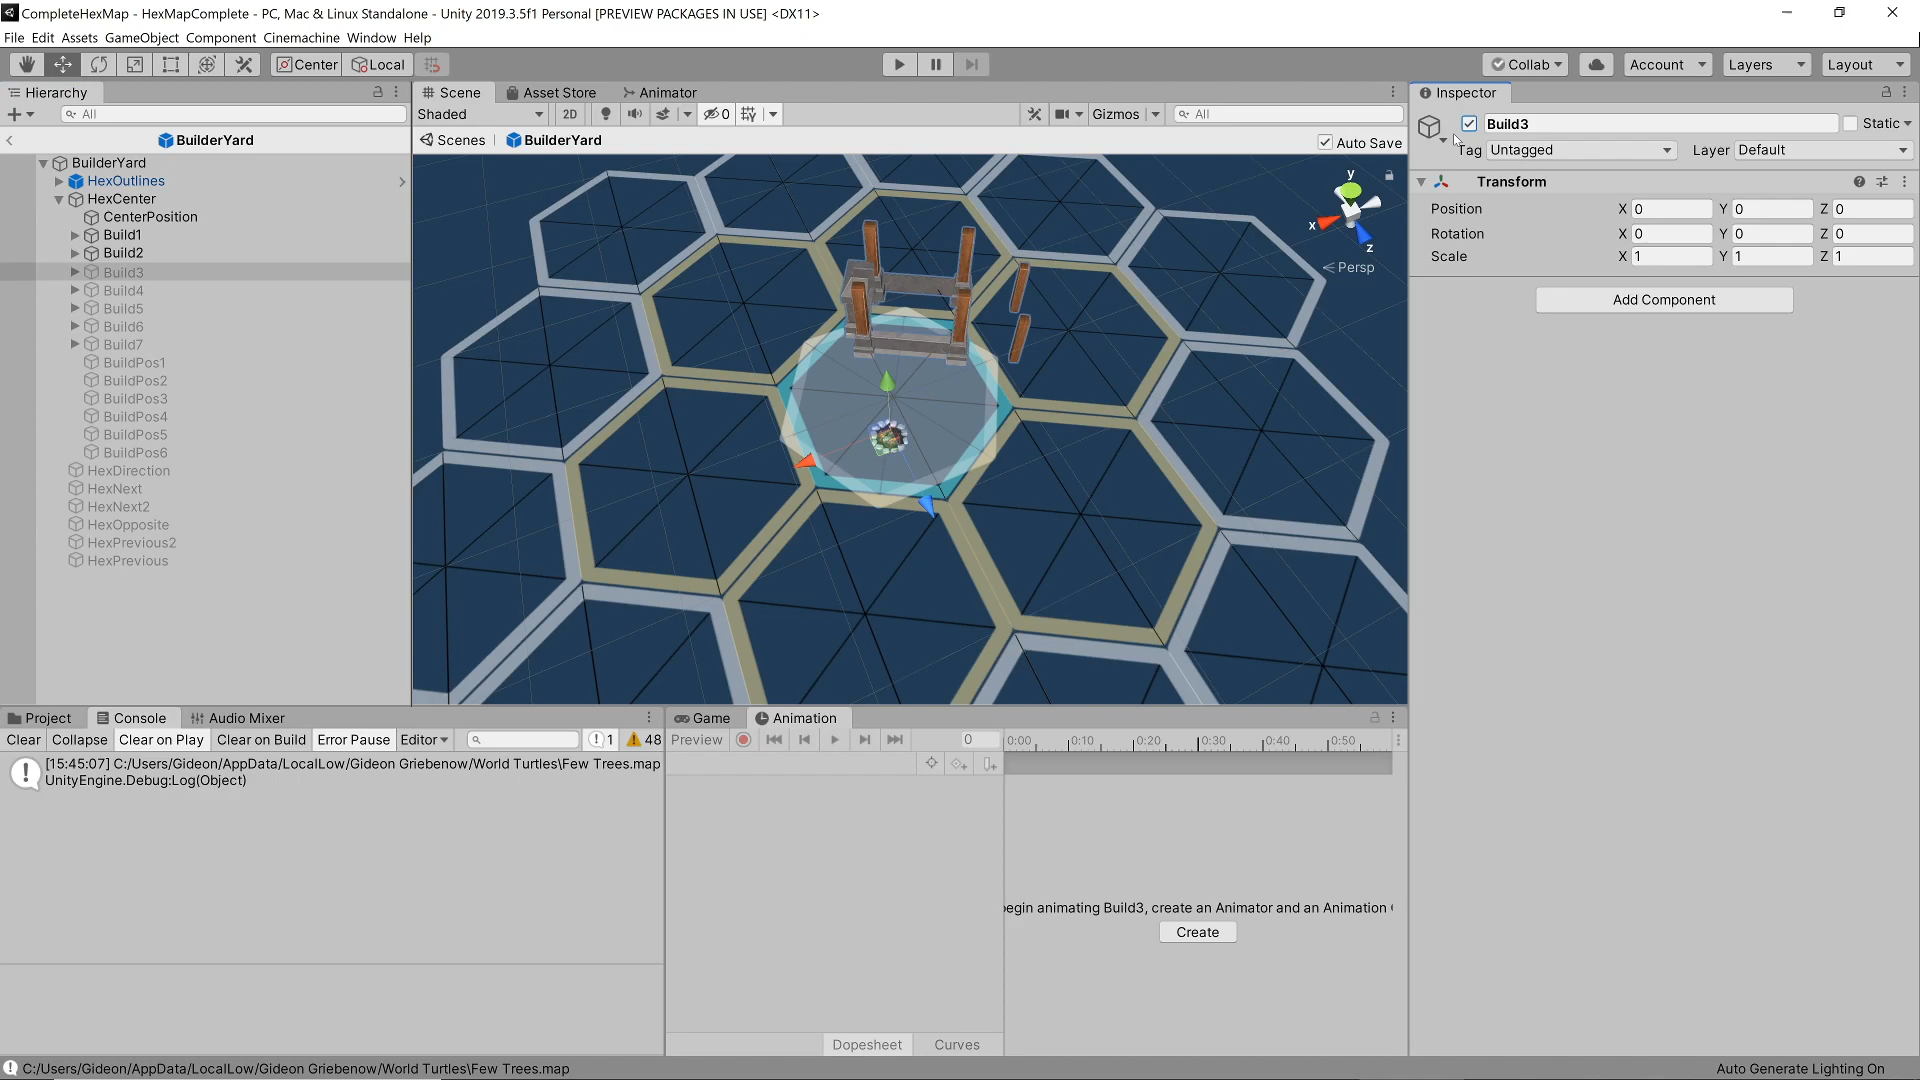 CompleteHexMap - HexMapComplete - PC, Mac & Linux Standalone - Unity 2019.3.5f1 Personal [PREVIEW PACKAGES IN USE] <DX11>
File Edit Assets GameObject Component Cinemachine Window Help
Center Local Collab Account Layers Layout
Hierarchy
All
BuilderYard
BuilderYard
HexOutlines
HexCenter
CenterPosition
Build1
Build2
Build3
Build4
Build5
Build6
Build7
BuildPos1
BuildPos2
BuildPos3
BuildPos4
BuildPos5
BuildPos6
HexDirection
HexNext
HexNext2
HexOpposite
HexPrevious2
HexPrevious
Scene Asset Store Animator
Shaded 2D 0 Gizmos All
Scenes BuilderYard Auto Save
y
x
z
Persp
Inspector
Build3 Static
Tag Untagged Layer Default
Transform
Position X 0 Y 0 Z 0
Rotation X 0 Y 0 Z 0
Scale X 1 Y 1 Z 1
Add Component
Project Console Audio Mixer
Clear Collapse Clear on Play Clear on Build Error Pause Editor 1 48
[15:45:07] C:/Users/Gideon/AppData/LocalLow/Gideon Griebenow/World Turtles\Few Trees.map
UnityEngine.Debug:Log(Object)
Game Animation
Preview 0 0:00 0:10 0:20 0:30 0:40 0:50
egin animating Build3, create an Animator and an Animation
Create
Dopesheet Curves
C:/Users/Gideon/AppData/LocalLow/Gideon Griebenow/World Turtles\Few Trees.map
Auto Generate Lighting On